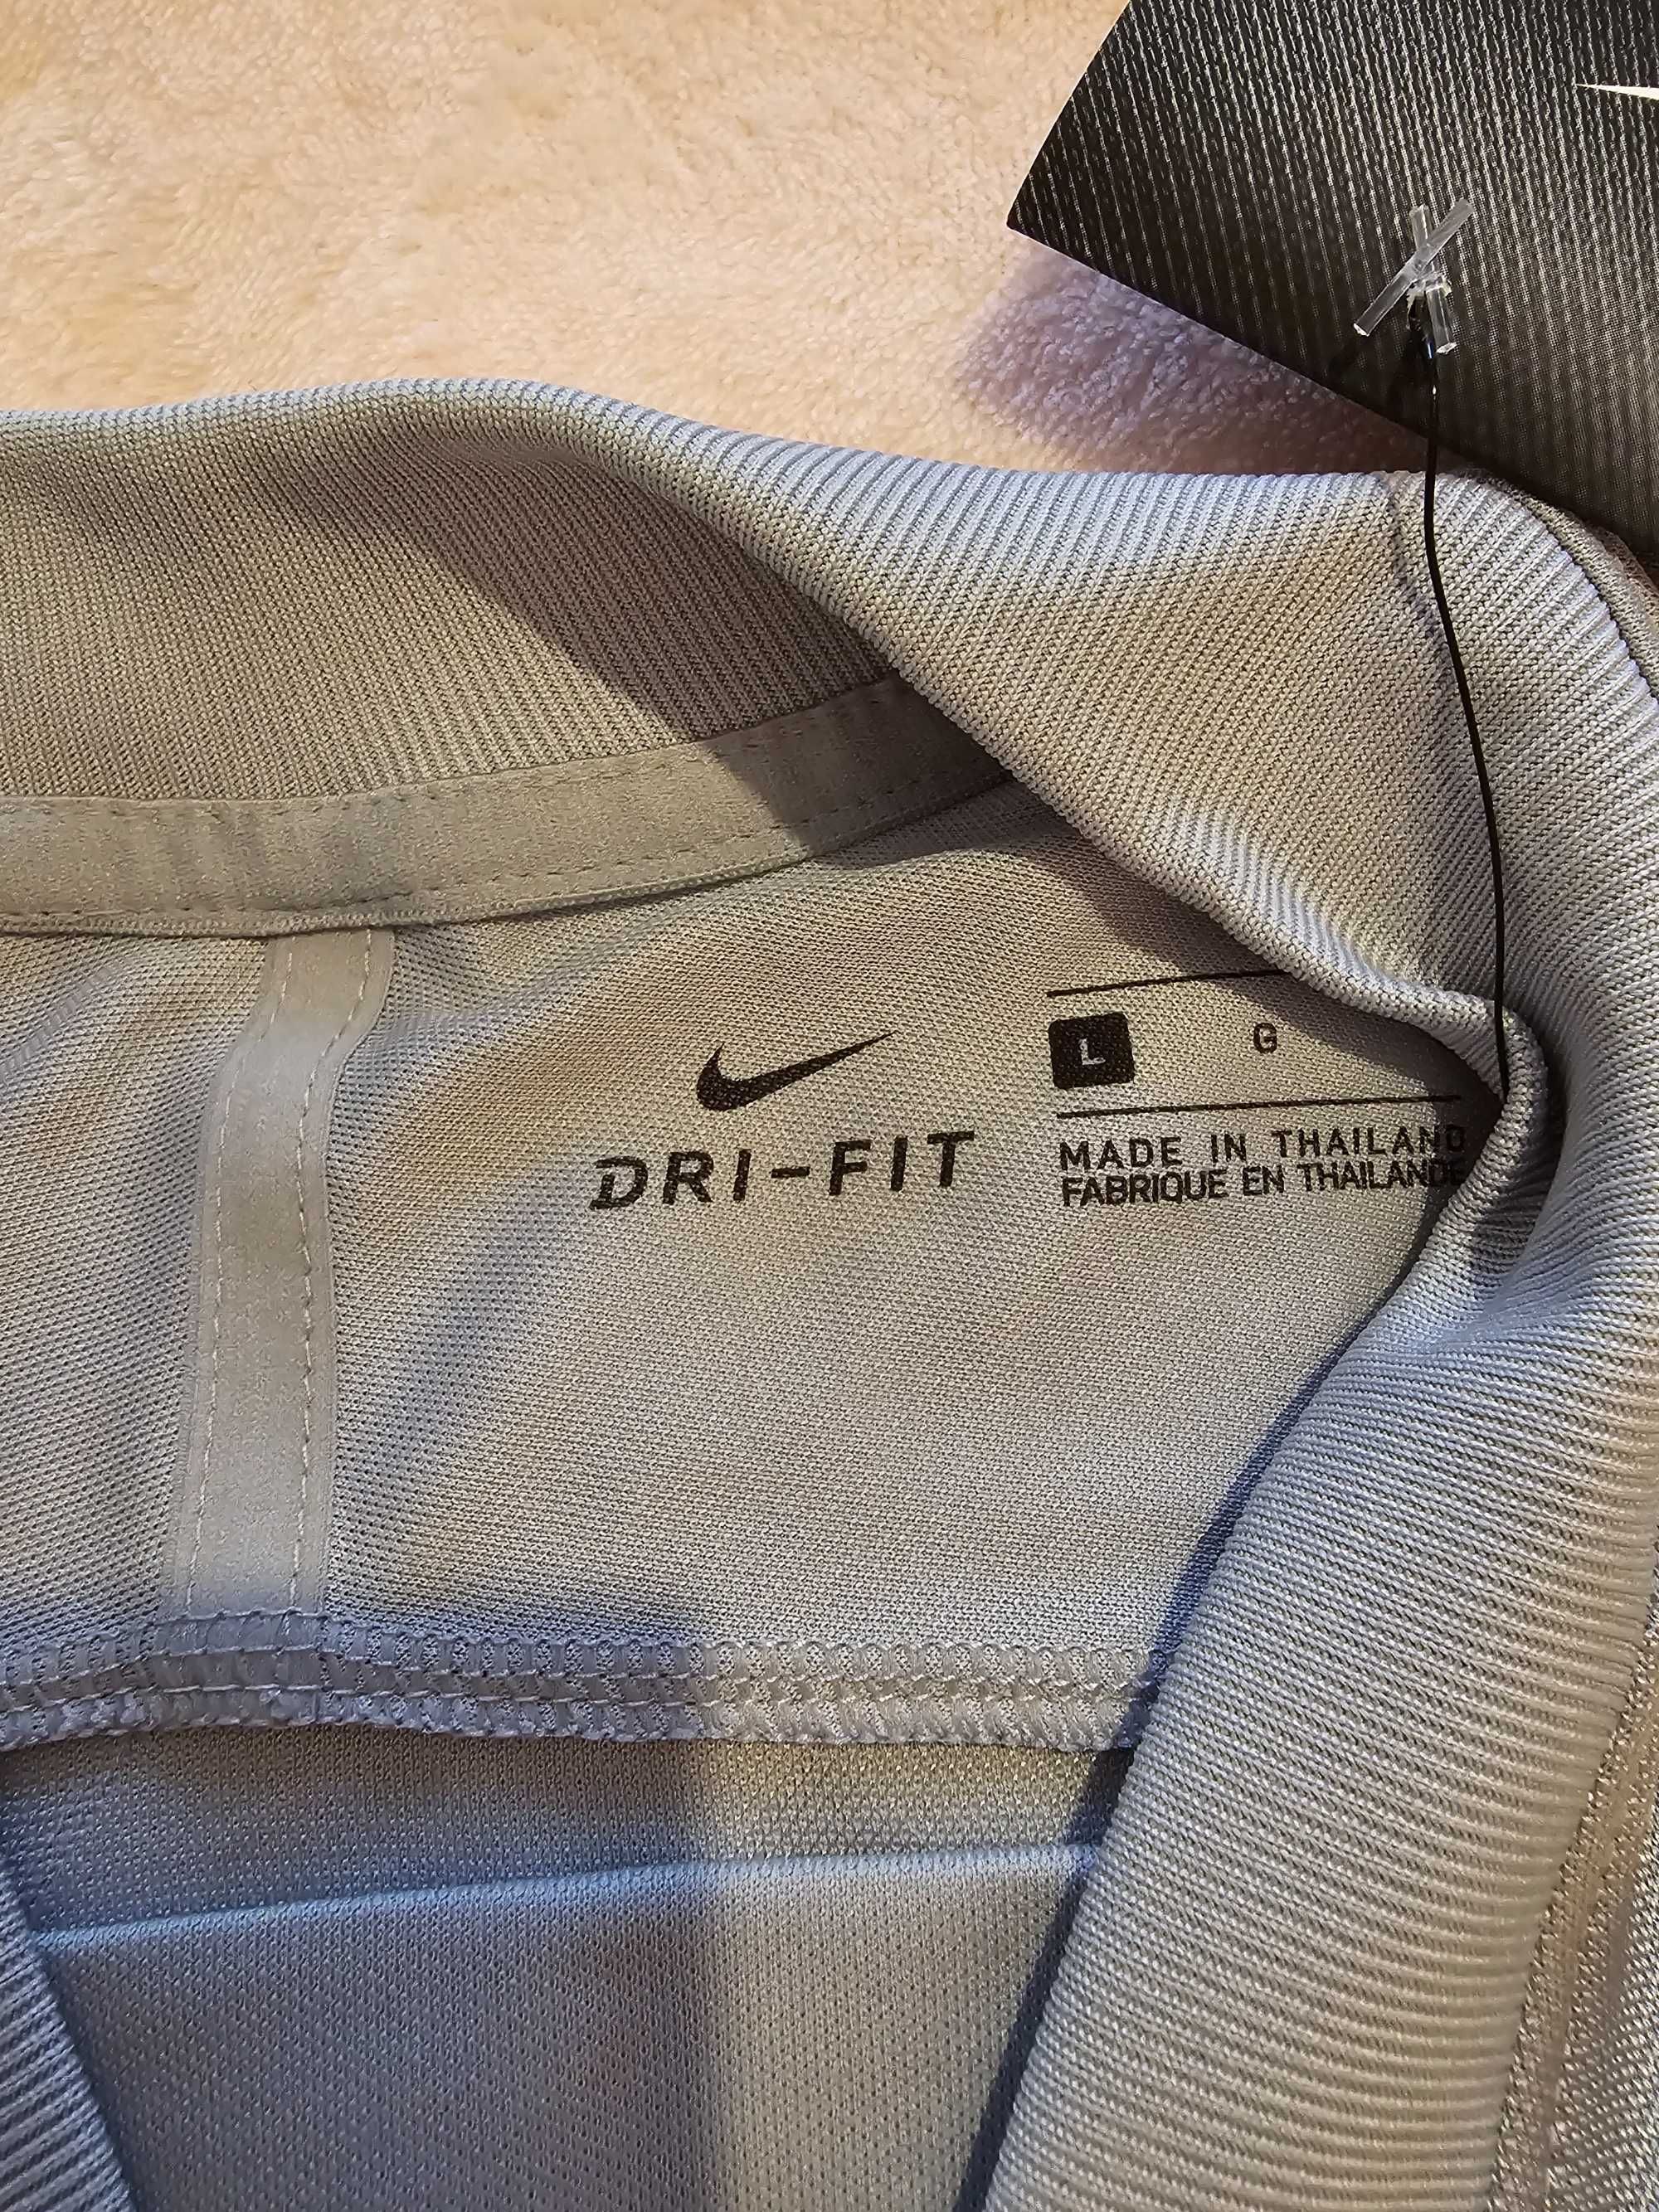 L G
DRI-FIT
MADE IN THAILAND
FABRIQUE EN THAILANDE